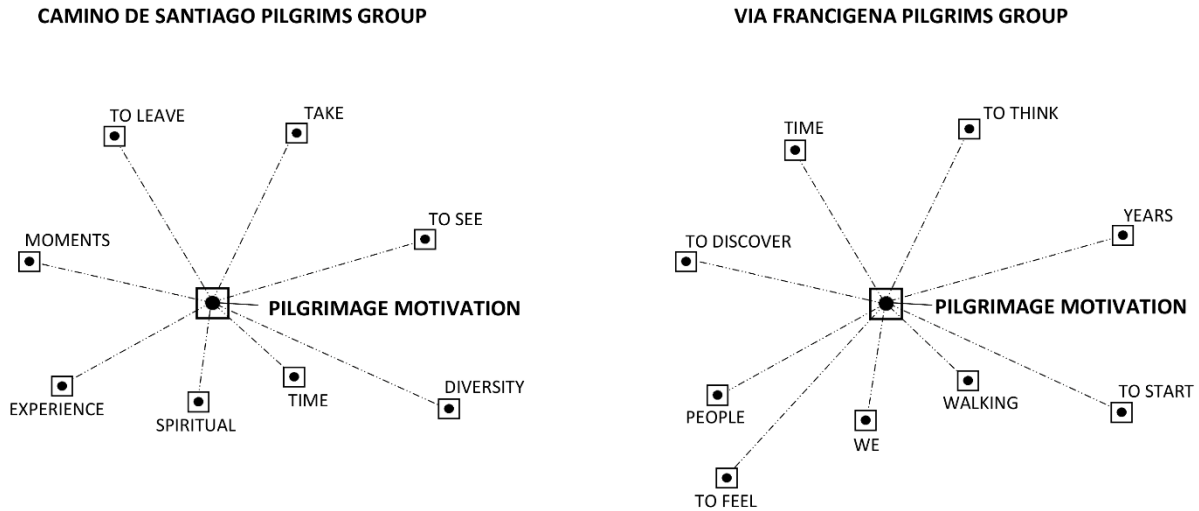 CAMINO DE SANTIAGO PILGRIMS GROUP
TO LEAVE
TAKE
TO SEE
MOMENTS
PILGRIMAGE MOTIVATION
EXPERIENCE
SPIRITUAL
TIME
DIVERSITY
VIA FRANCIGENA PILGRIMS GROUP
TIME
TO THINK
YEARS
TO DISCOVER
PILGRIMAGE MOTIVATION
PEOPLE
WE
WALKING
TO START
TO FEEL